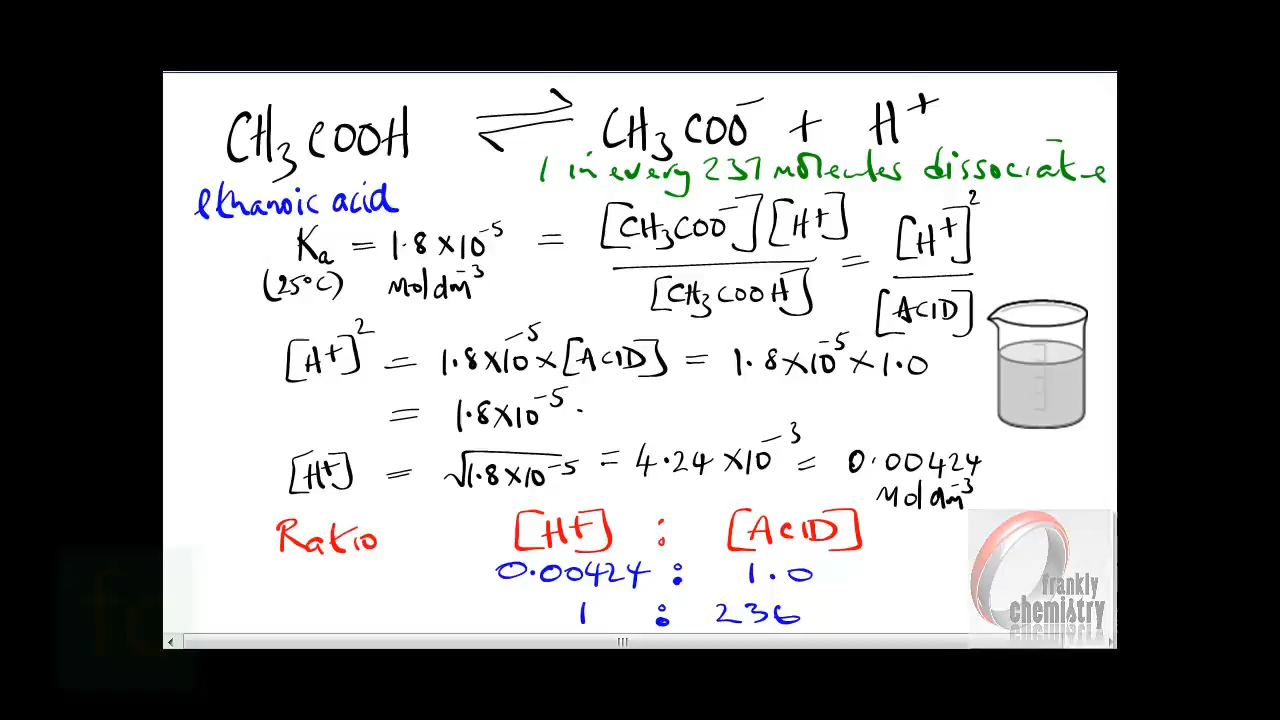 CH₃COOH ⇌ CH₃COO⁻ + H⁺
1 in every 237 molecules dissociate
ethanoic acid
Ka = 1.8×10⁻⁵ = [CH₃COO⁻][H+] / [CH₃COOH] = [H+]² / [ACID]
(25°C) mol dm⁻³
[H+]² = 1.8×10⁻⁵ × [ACID] = 1.8×10⁻⁵ × 1.0
= 1.8×10⁻⁵.
[H+] = √1.8×10⁻⁵ = 4.24×10⁻³ = 0.00424
mol dm⁻³
Ratio [H+] : [ACID]
0.00424 : 1.0
1 : 236
frankly
chemistry